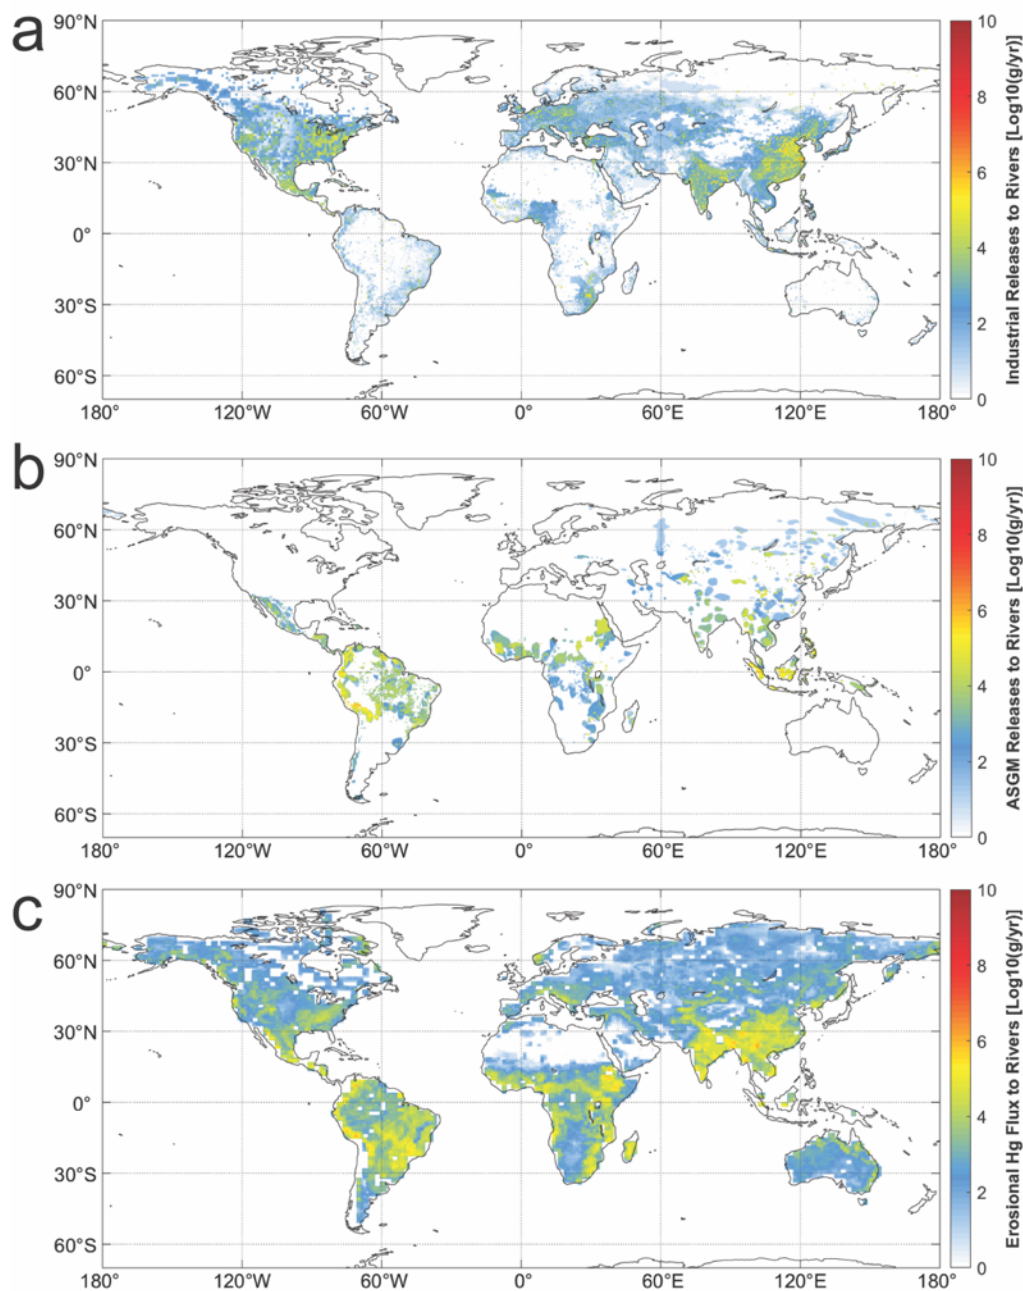 a
90°N
60°N
30°N
0°
30°S
60°S
180°
120°W
60°W
0°
60°E
120°E
180°
10
8
6
4
2
0
Industrial Releases to Rivers [Log10(g/yr)]
b
90°N
60°N
30°N
0°
30°S
60°S
180°
120°W
60°W
0°
60°E
120°E
180°
10
8
6
4
2
0
ASGM Releases to Rivers [Log10(g/yr)]
c
90°N
60°N
30°N
0°
30°S
60°S
180°
120°W
60°W
0°
60°E
120°E
180°
10
8
6
4
2
0
Erosional Hg Flux to Rivers [Log10(g/yr)]